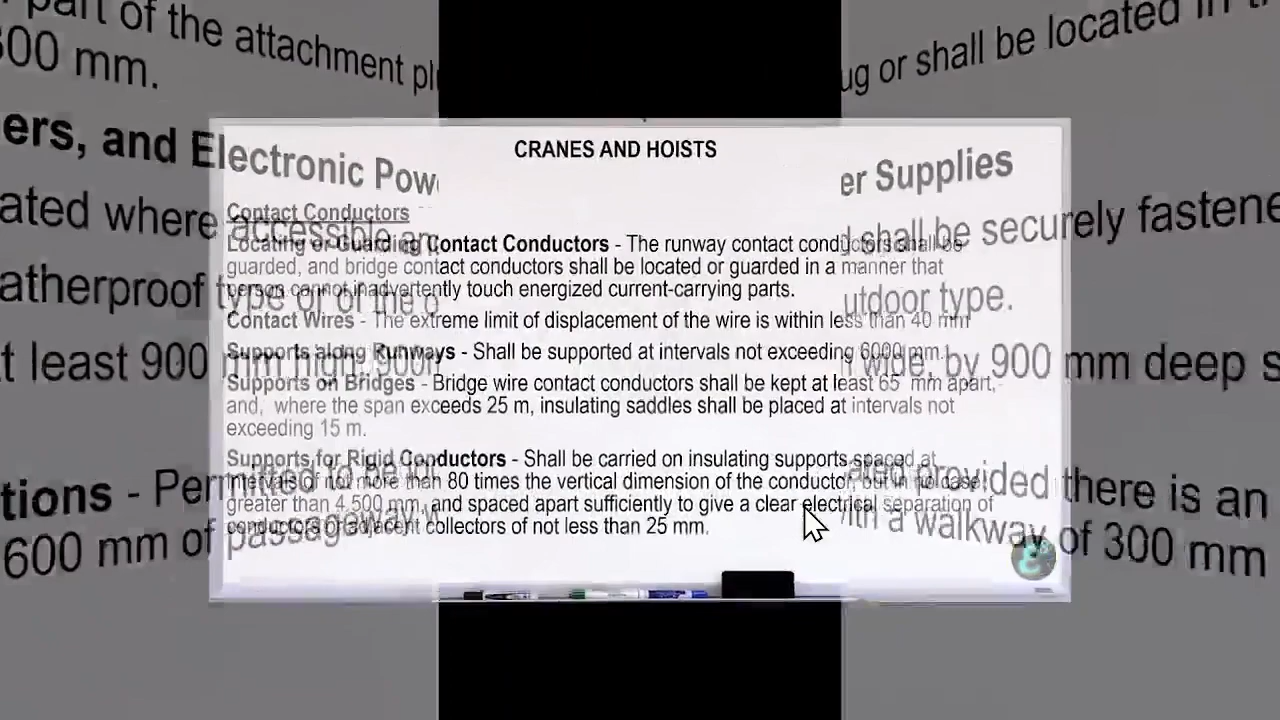 part of the attachment pl
ug or shall be located in
600 mm.
ers, and Electronic Pow
er Supplies
ated where accessible an
d shall be securely fastene
atherproof type or of the o
utdoor type.
t least 900 mm high, 900
wide, by 900 mm deep s
tions - Permitted to be in
ated provided there is an
600 mm of passageway w
ith a walkway of 300 mm
CRANES AND HOISTS
Contact Conductors
Locating or Guarding Contact Conductors - The runway contact conductors shall be
guarded, and bridge contact conductors shall be located or guarded in a manner that
person cannot inadvertently touch energized current-carrying parts.
Contact Wires - The extreme limit of displacement of the wire is within less than 40 mm
Supports along Runways - Shall be supported at intervals not exceeding 6000 mm.
Supports on Bridges - Bridge wire contact conductors shall be kept at least 65 mm apart,
and, where the span exceeds 25 m, insulating saddles shall be placed at intervals not
exceeding 15 m.
Supports for Rigid Conductors - Shall be carried on insulating supports spaced at
intervals of not more than 80 times the vertical dimension of the conductor, but in no case
greater than 4 500 mm, and spaced apart sufficiently to give a clear electrical separation of
conductors or adjacent collectors of not less than 25 mm.